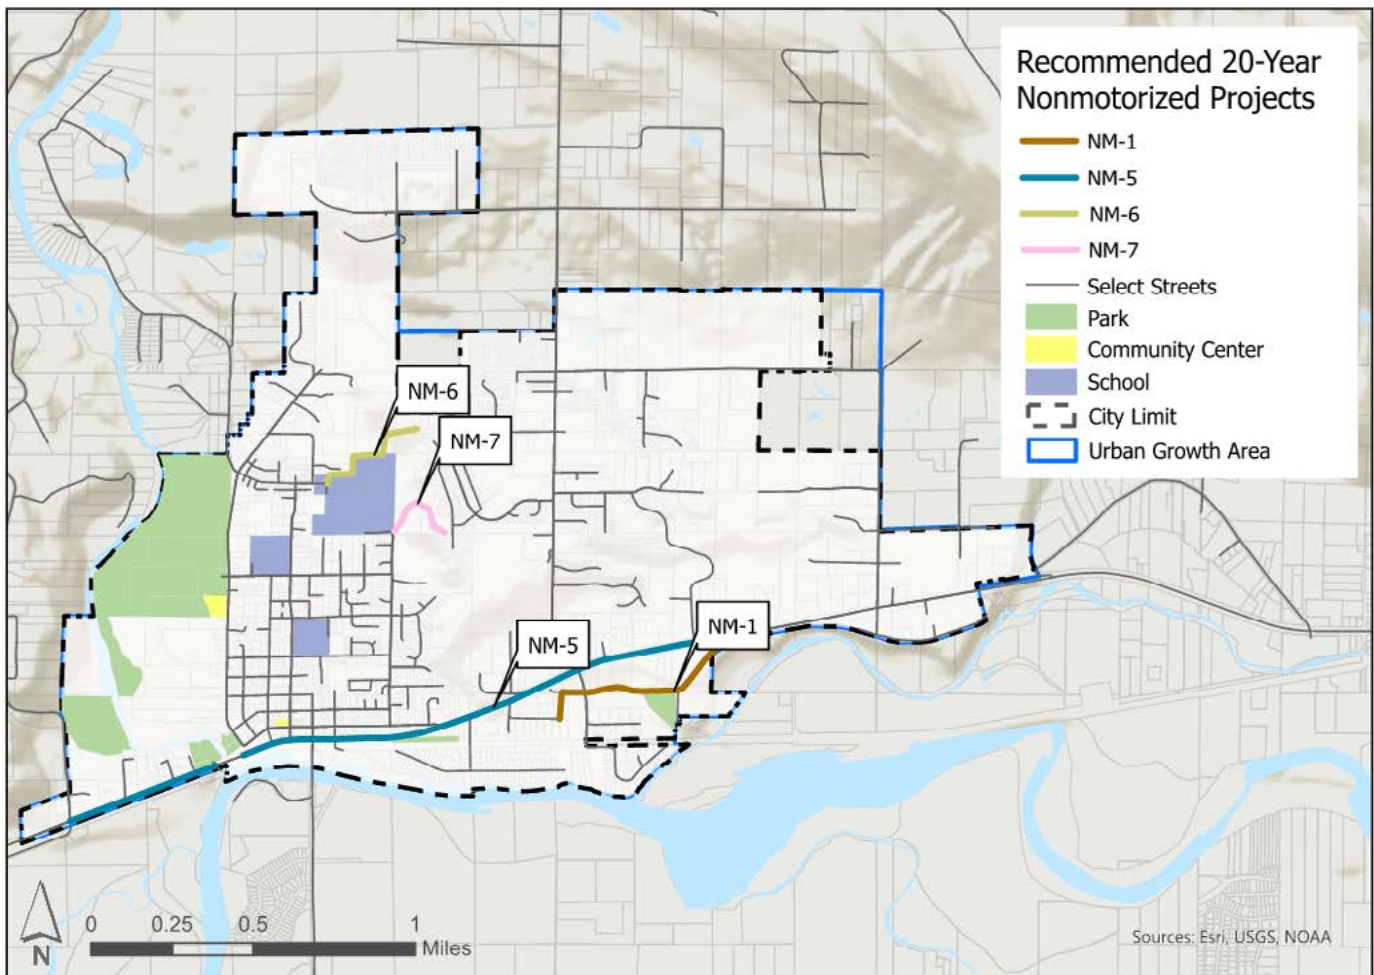 Recommended 20-Year
Nonmotorized Projects
NM-1
NM-5
NM-6
NM-7
Select Streets
Park
Community Center
School
City Limit
Urban Growth Area
NM-6
NM-7
NM-1
NM-5
0 0.25 0.5 1
Miles
N
Sources: Esri, USGS, NOAA